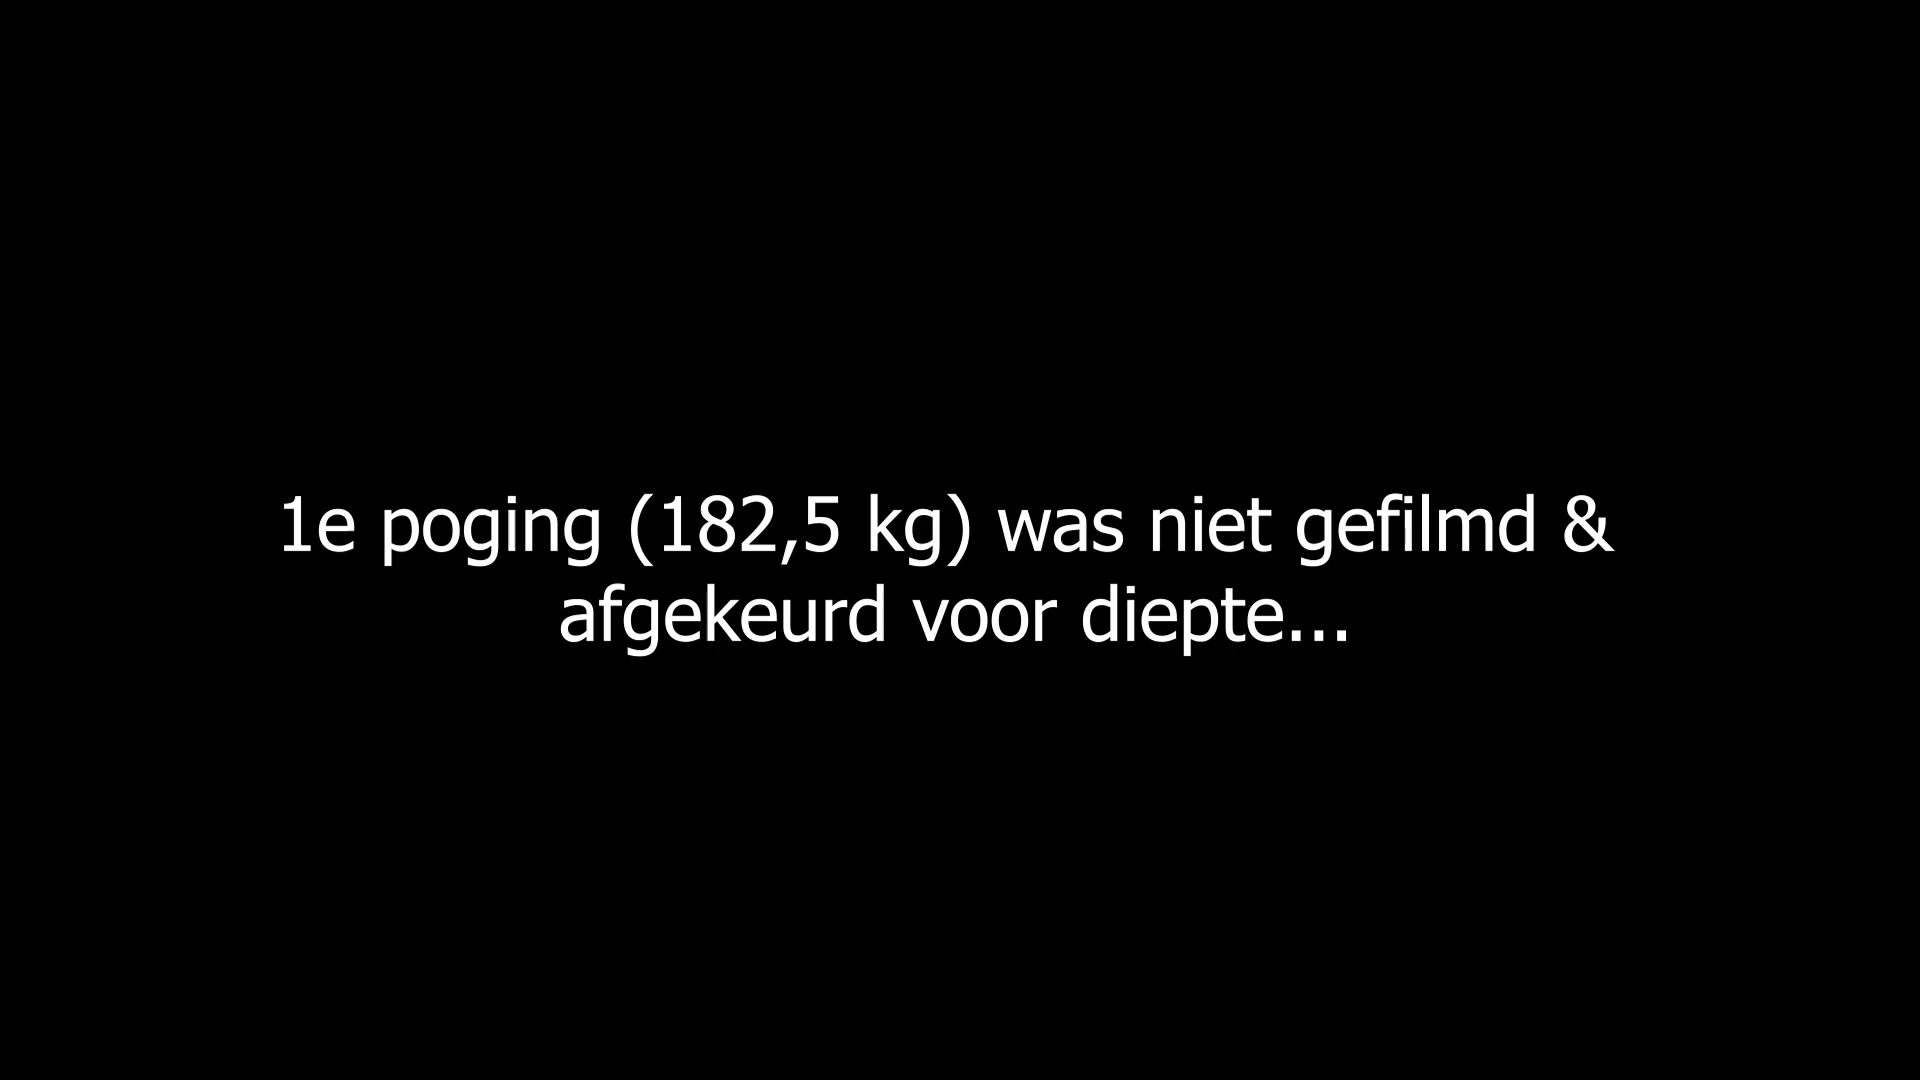 1e poging (182,5 kg) was niet gefilmd &
afgekeurd voor diepte...